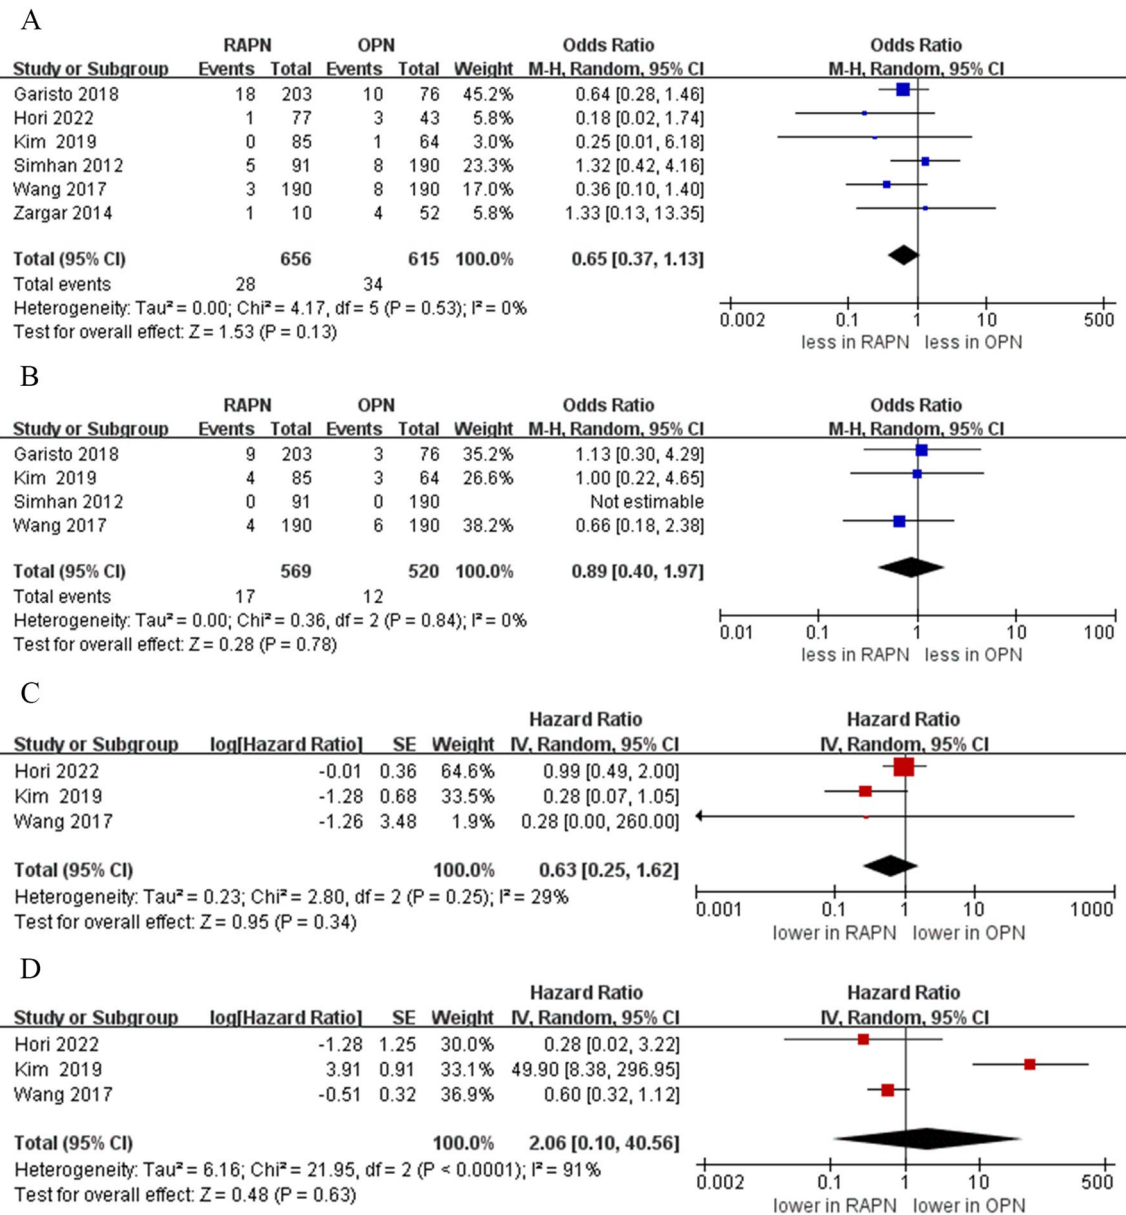 A
RAPN OPN Odds Ratio Odds Ratio
Study or Subgroup Events Total Events Total Weight M-H, Random, 95% CI M-H, Random, 95% CI
Garisto 2018 18 203 10 76 45.2% 0.64 [0.28, 1.46]
Hori 2022 1 77 3 43 5.8% 0.18 [0.02, 1.74]
Kim 2019 0 85 1 64 3.0% 0.25 [0.01, 6.18]
Simhan 2012 5 91 8 190 23.3% 1.32 [0.42, 4.16]
Wang 2017 3 190 8 190 17.0% 0.36 [0.10, 1.40]
Zargar 2014 1 10 4 52 5.8% 1.33 [0.13, 13.35]
Total (95% CI) 656 615 100.0% 0.65 [0.37, 1.13]
Total events 28 34
Heterogeneity: Tau² = 0.00; Chi² = 4.17, df = 5 (P = 0.53); I² = 0%
Test for overall effect: Z = 1.53 (P = 0.13)
0.002 0.1 1 10 500
less in RAPN less in OPN
B
RAPN OPN Odds Ratio Odds Ratio
Study or Subgroup Events Total Events Total Weight M-H, Random, 95% CI M-H, Random, 95% CI
Garisto 2018 9 203 3 76 35.2% 1.13 [0.30, 4.29]
Kim 2019 4 85 3 64 26.6% 1.00 [0.22, 4.65]
Simhan 2012 0 91 0 190 Not estimable
Wang 2017 4 190 6 190 38.2% 0.66 [0.18, 2.38]
Total (95% CI) 569 520 100.0% 0.89 [0.40, 1.97]
Total events 17 12
Heterogeneity: Tau² = 0.00; Chi² = 0.36, df = 2 (P = 0.84); I² = 0%
Test for overall effect: Z = 0.28 (P = 0.78)
0.01 0.1 1 10 100
less in RAPN less in OPN
C
Hazard Ratio Hazard Ratio
Study or Subgroup log[Hazard Ratio] SE Weight IV, Random, 95% CI IV, Random, 95% CI
Hori 2022 -0.01 0.36 64.6% 0.99 [0.49, 2.00]
Kim 2019 -1.28 0.68 33.5% 0.28 [0.07, 1.05]
Wang 2017 -1.26 3.48 1.9% 0.28 [0.00, 260.00]
Total (95% CI) 100.0% 0.63 [0.25, 1.62]
Heterogeneity: Tau² = 0.23; Chi² = 2.80, df = 2 (P = 0.25); I² = 29%
Test for overall effect: Z = 0.95 (P = 0.34)
0.001 0.1 1 10 1000
lower in RAPN lower in OPN
D
Hazard Ratio Hazard Ratio
Study or Subgroup log[Hazard Ratio] SE Weight IV, Random, 95% CI IV, Random, 95% CI
Hori 2022 -1.28 1.25 30.0% 0.28 [0.02, 3.22]
Kim 2019 3.91 0.91 33.1% 49.90 [8.38, 296.95]
Wang 2017 -0.51 0.32 36.9% 0.60 [0.32, 1.12]
Total (95% CI) 100.0% 2.06 [0.10, 40.56]
Heterogeneity: Tau² = 6.16; Chi² = 21.95, df = 2 (P < 0.0001); I² = 91%
Test for overall effect: Z = 0.48 (P = 0.63)
0.002 0.1 1 10 500
lower in RAPN lower in OPN